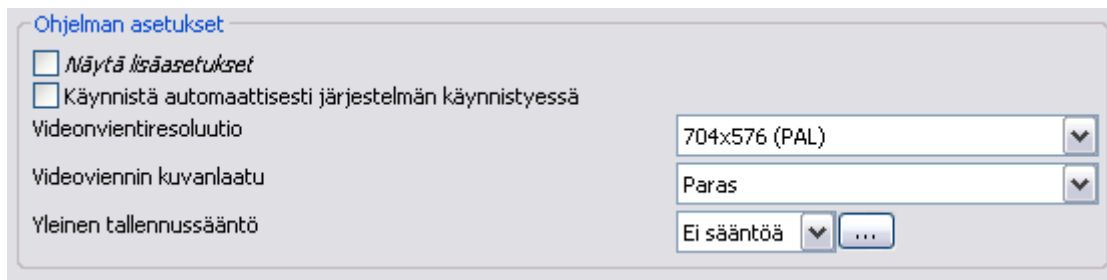 Ohjelman asetukset
Näytä lisäasetukset
Käynnistä automaattisesti järjestelmän käynnistyessä
Videonvientiresoluutio 704x576 (PAL)
Videoviennin kuvanlaatu Paras
Yleinen tallennussääntö Ei sääntöä ...